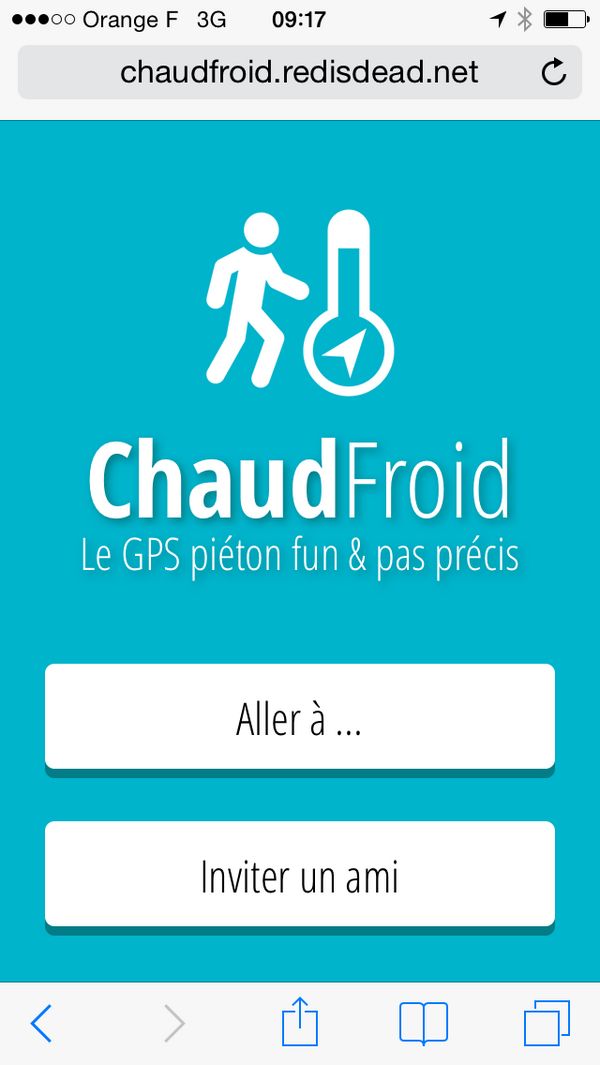 Orange F 3G 09:17
chaudfroid.redisdead.net
ChaudFroid
Le GPS piéton fun & pas précis
Aller à ...
Inviter un ami